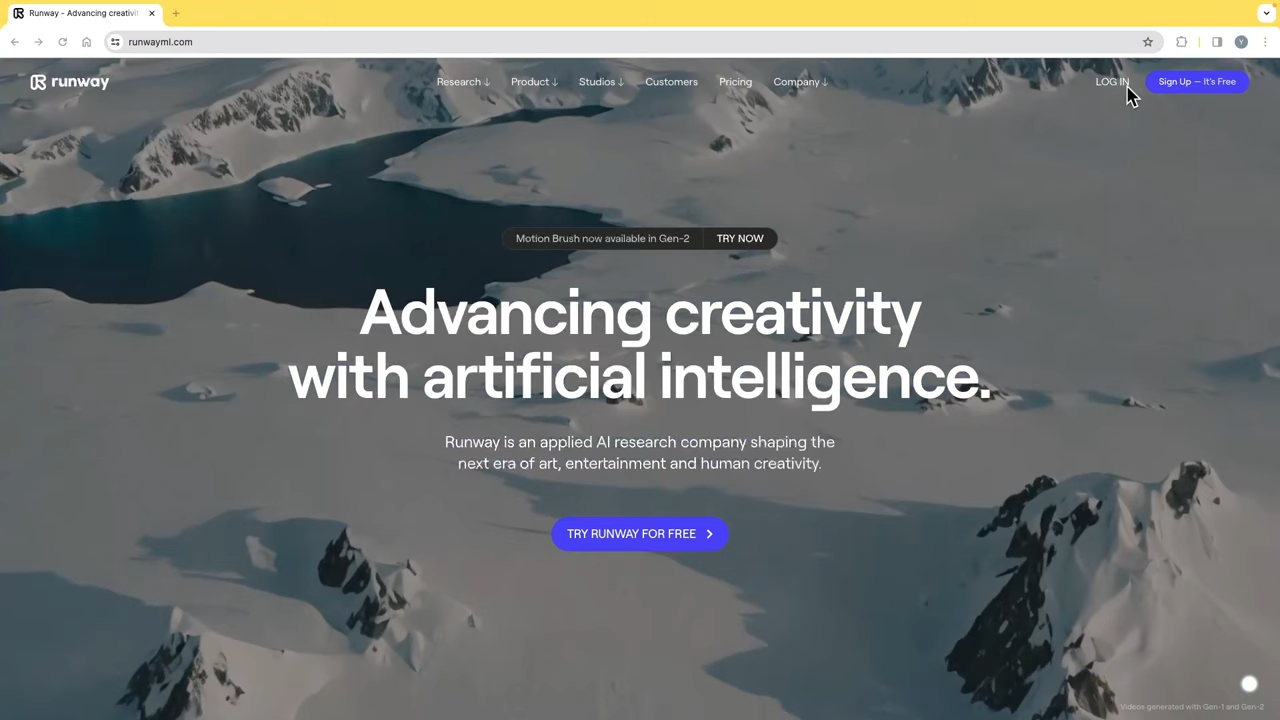 Runway - Advancing creativit
runwayml.com
runway
Research ↓ Product ↓ Studios ↓ Customers Pricing Company ↓
LOG IN
Sign Up — It's Free
Motion Brush now available in Gen-2
TRY NOW
Advancing creativity
with artificial intelligence.
Runway is an applied AI research company shaping the
next era of art, entertainment and human creativity.
TRY RUNWAY FOR FREE
Videos generated with Gen-1 and Gen-2